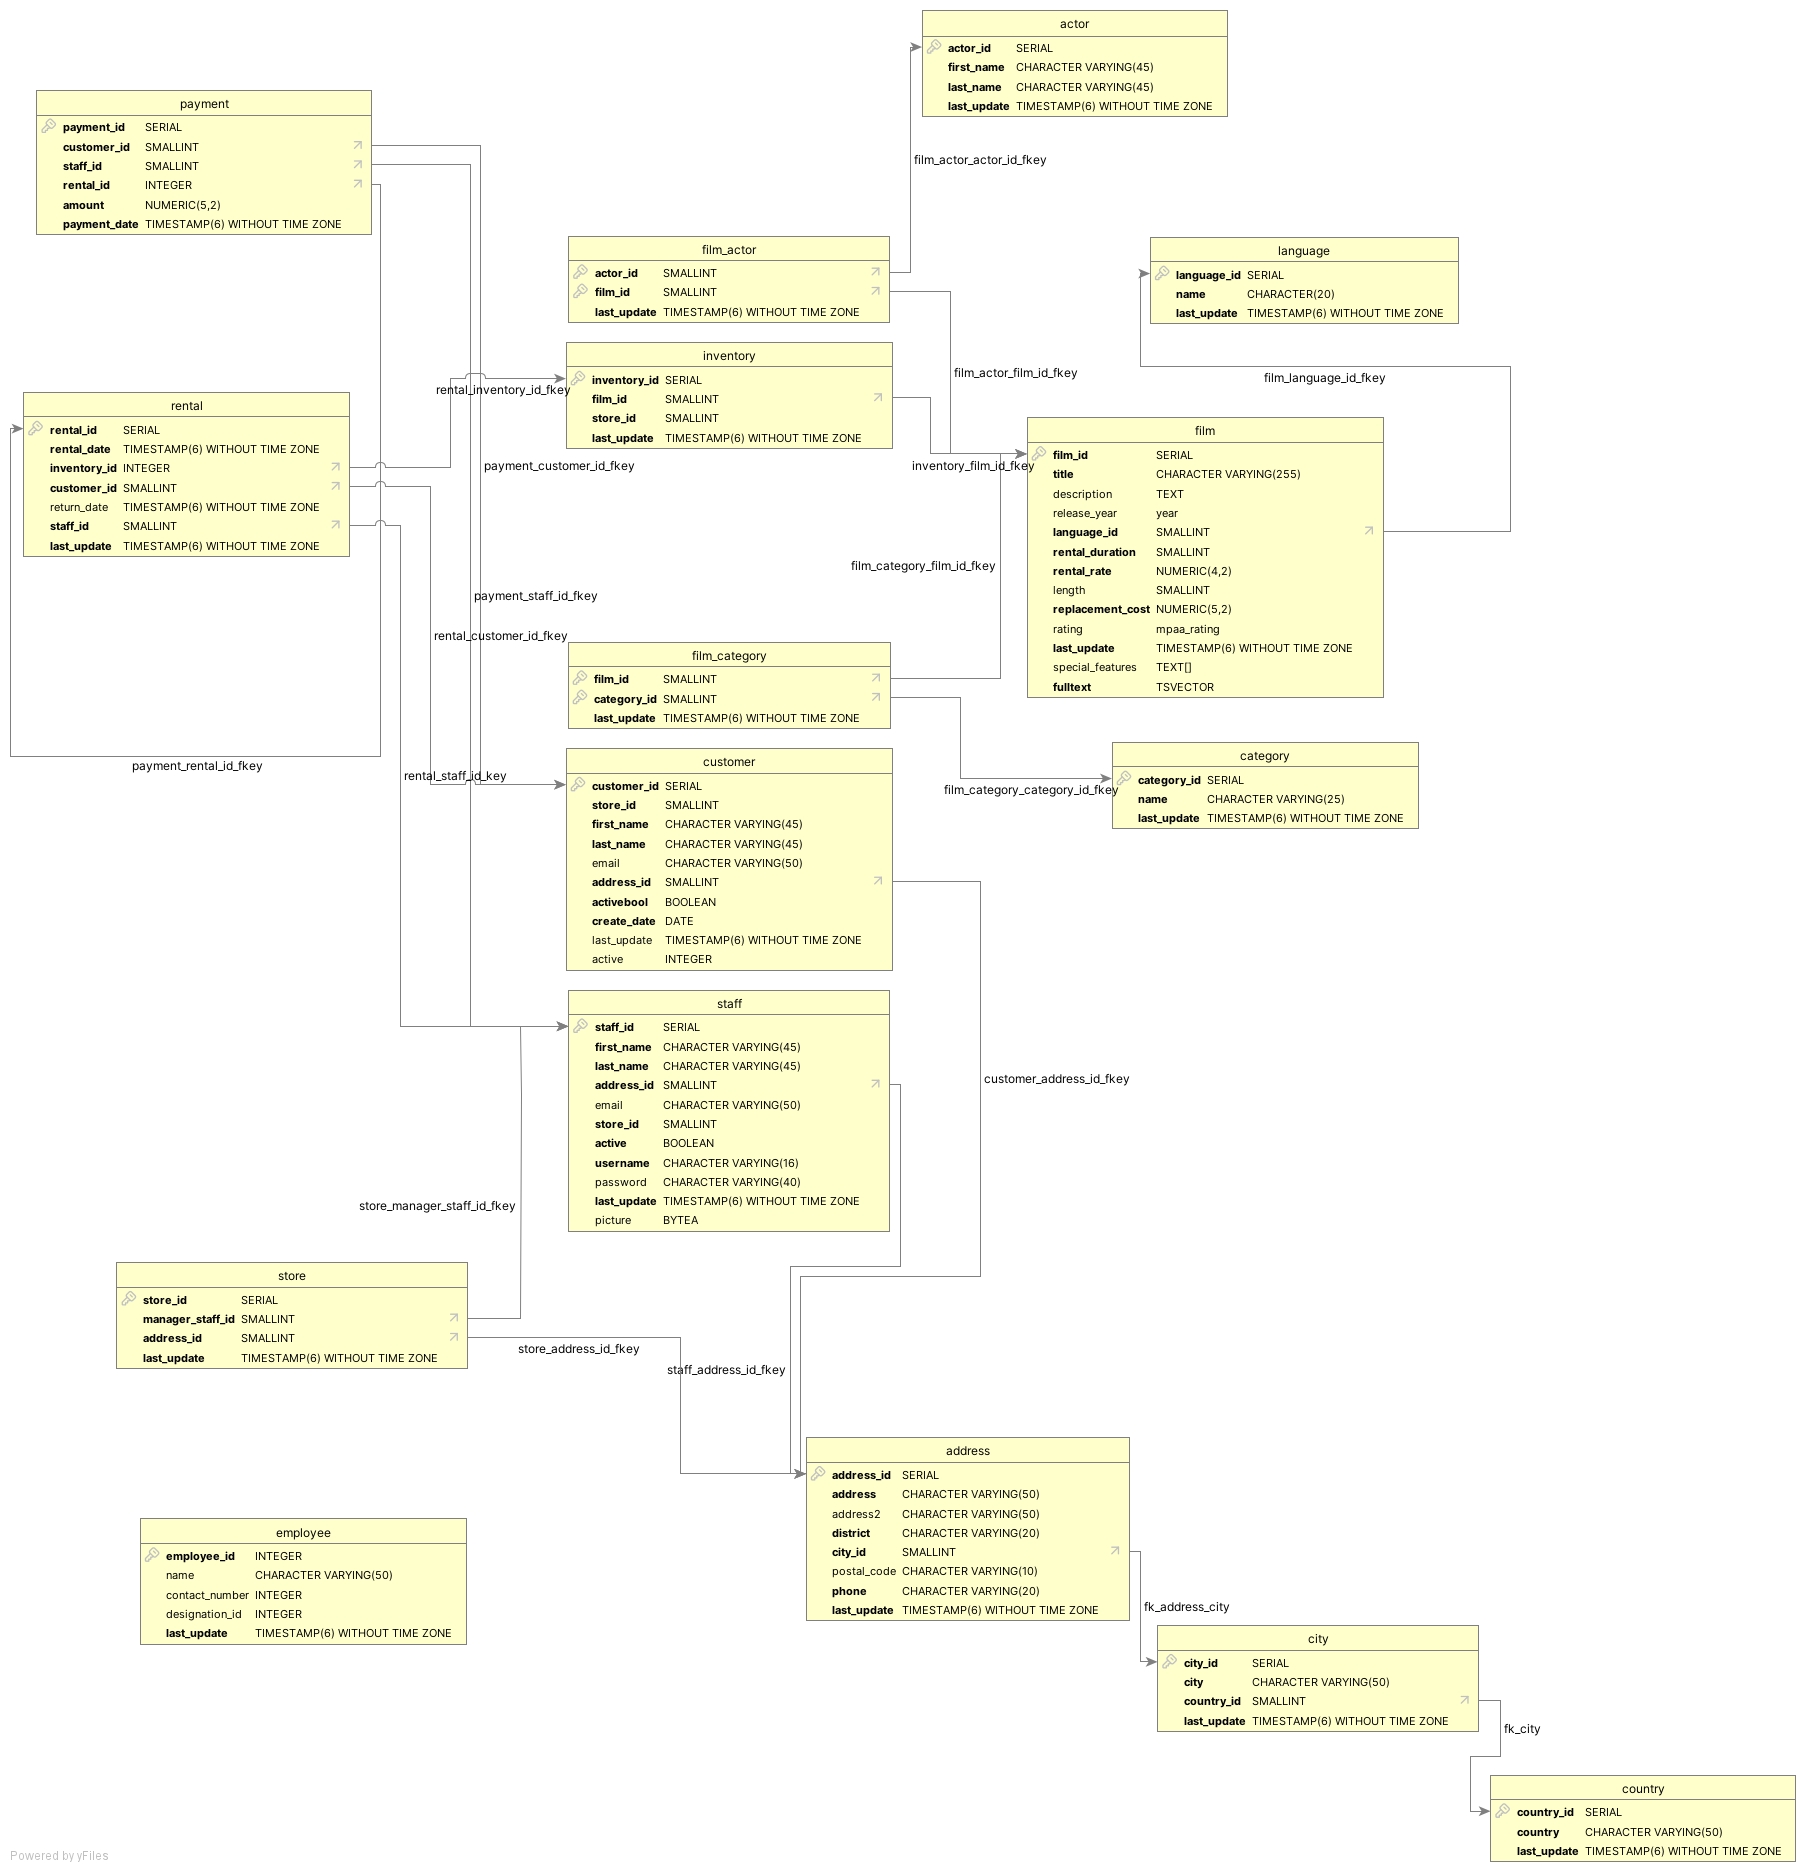 actor
actor_id SERIAL
first_name CHARACTER VARYING(45)
last_name CHARACTER VARYING(45)
last_update TIMESTAMP(6) WITHOUT TIME ZONE
payment
payment_id SERIAL
customer_id SMALLINT
staff_id SMALLINT
rental_id INTEGER
amount NUMERIC(5,2)
payment_date TIMESTAMP(6) WITHOUT TIME ZONE
film_actor_actor_id_fkey
film_actor
actor_id SMALLINT
film_id SMALLINT
last_update TIMESTAMP(6) WITHOUT TIME ZONE
language
language_id SERIAL
name CHARACTER(20)
last_update TIMESTAMP(6) WITHOUT TIME ZONE
inventory
inventory_id SERIAL
film_id SMALLINT
store_id SMALLINT
last_update TIMESTAMP(6) WITHOUT TIME ZONE
film_actor_film_id_fkey
film_language_id_fkey
rental_inventory_id_fkey
rental
rental_id SERIAL
rental_date TIMESTAMP(6) WITHOUT TIME ZONE
inventory_id INTEGER
customer_id SMALLINT
return_date TIMESTAMP(6) WITHOUT TIME ZONE
staff_id SMALLINT
last_update TIMESTAMP(6) WITHOUT TIME ZONE
payment_customer_id_fkey
inventory_film_id_fkey
film
film_id SERIAL
title CHARACTER VARYING(255)
description TEXT
release_year year
language_id SMALLINT
rental_duration SMALLINT
rental_rate NUMERIC(4,2)
length SMALLINT
replacement_cost NUMERIC(5,2)
rating mpaa_rating
last_update TIMESTAMP(6) WITHOUT TIME ZONE
special_features TEXT[]
fulltext TSVECTOR
film_category_film_id_fkey
payment_staff_id_fkey
rental_customer_id_fkey
film_category
film_id SMALLINT
category_id SMALLINT
last_update TIMESTAMP(6) WITHOUT TIME ZONE
payment_rental_id_fkey
rental_staff_id_key
customer
customer_id SERIAL
store_id SMALLINT
first_name CHARACTER VARYING(45)
last_name CHARACTER VARYING(45)
email CHARACTER VARYING(50)
address_id SMALLINT
activebool BOOLEAN
create_date DATE
last_update TIMESTAMP(6) WITHOUT TIME ZONE
active INTEGER
category
category_id SERIAL
name CHARACTER VARYING(25)
last_update TIMESTAMP(6) WITHOUT TIME ZONE
film_category_category_id_fkey
staff
staff_id SERIAL
first_name CHARACTER VARYING(45)
last_name CHARACTER VARYING(45)
address_id SMALLINT
email CHARACTER VARYING(50)
store_id SMALLINT
active BOOLEAN
username CHARACTER VARYING(16)
password CHARACTER VARYING(40)
last_update TIMESTAMP(6) WITHOUT TIME ZONE
picture BYTEA
customer_address_id_fkey
store_manager_staff_id_fkey
store
store_id SERIAL
manager_staff_id SMALLINT
address_id SMALLINT
last_update TIMESTAMP(6) WITHOUT TIME ZONE
store_address_id_fkey
staff_address_id_fkey
address
address_id SERIAL
address CHARACTER VARYING(50)
address2 CHARACTER VARYING(50)
district CHARACTER VARYING(20)
city_id SMALLINT
postal_code CHARACTER VARYING(10)
phone CHARACTER VARYING(20)
last_update TIMESTAMP(6) WITHOUT TIME ZONE
employee
employee_id INTEGER
name CHARACTER VARYING(50)
contact_number INTEGER
designation_id INTEGER
last_update TIMESTAMP(6) WITHOUT TIME ZONE
fk_address_city
city
city_id SERIAL
city CHARACTER VARYING(50)
country_id SMALLINT
last_update TIMESTAMP(6) WITHOUT TIME ZONE
fk_city
country
country_id SERIAL
country CHARACTER VARYING(50)
last_update TIMESTAMP(6) WITHOUT TIME ZONE
Powered by yFiles